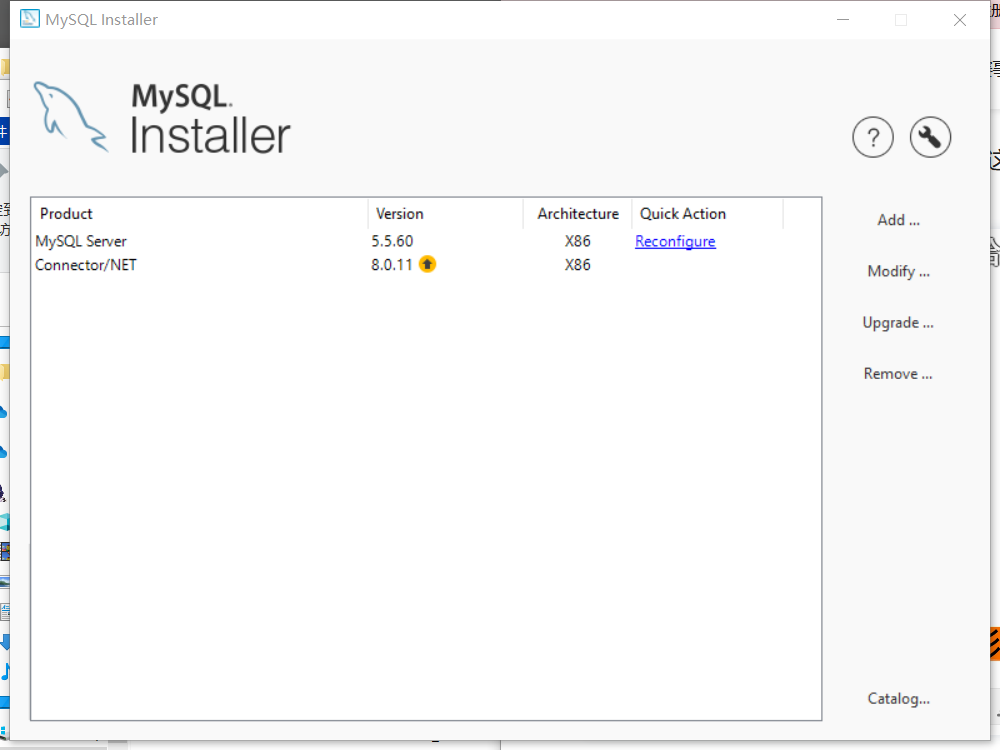 MySQL Installer
MySQL.
Installer
?
Product Version Architecture Quick Action
MySQL Server 5.5.60 X86 Reconfigure
Connector/NET 8.0.11 X86
Add ...
Modify ...
Upgrade ...
Remove ...
Catalog...